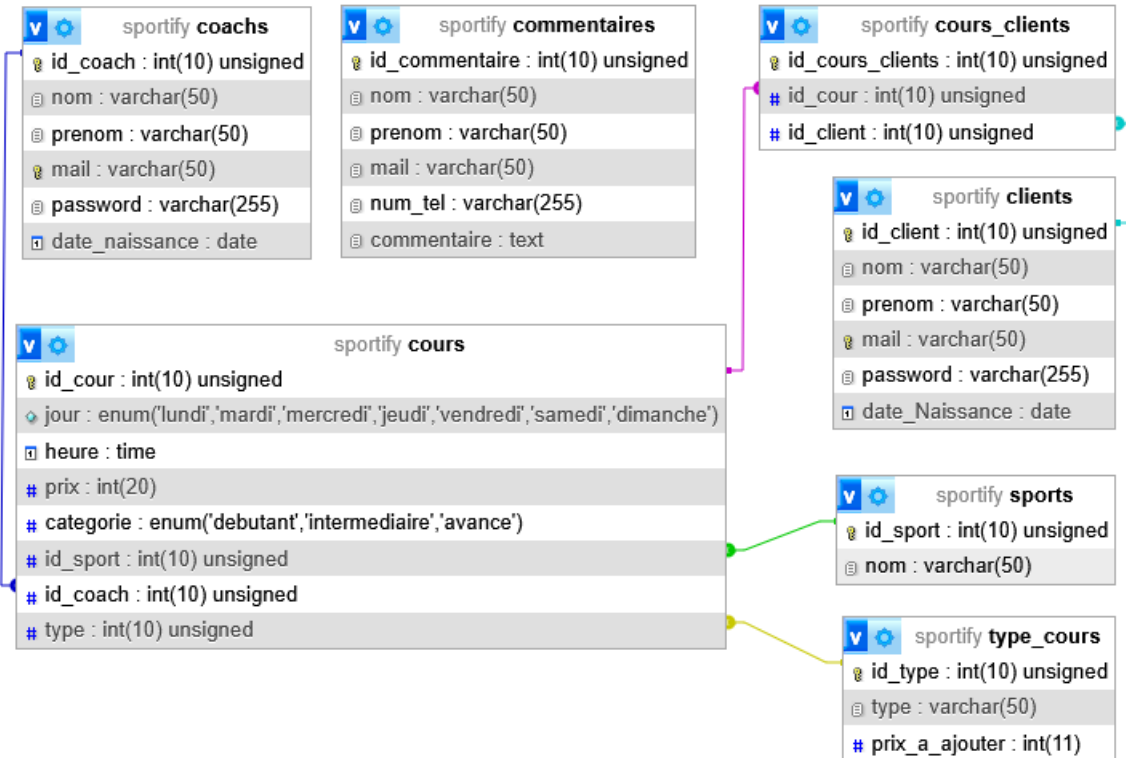 sportify coachs
id_coach : int(10) unsigned
nom : varchar(50)
prenom : varchar(50)
mail : varchar(50)
password : varchar(255)
date_naissance : date
sportify commentaires
id_commentaire : int(10) unsigned
nom : varchar(50)
prenom : varchar(50)
mail : varchar(50)
num_tel : varchar(255)
commentaire : text
sportify cours_clients
id_cours_clients : int(10) unsigned
id_cour : int(10) unsigned
id_client : int(10) unsigned
sportify clients
id_client : int(10) unsigned
nom : varchar(50)
prenom : varchar(50)
mail : varchar(50)
password : varchar(255)
date_Naissance : date
sportify cours
id_cour : int(10) unsigned
jour : enum('lundi','mardi','mercredi','jeudi','vendredi','samedi','dimanche')
heure : time
prix : int(20)
categorie : enum('debutant','intermediaire','avance')
id_sport : int(10) unsigned
id_coach : int(10) unsigned
type : int(10) unsigned
sportify sports
id_sport : int(10) unsigned
nom : varchar(50)
sportify type_cours
id_type : int(10) unsigned
type : varchar(50)
prix_a_ajouter : int(11)